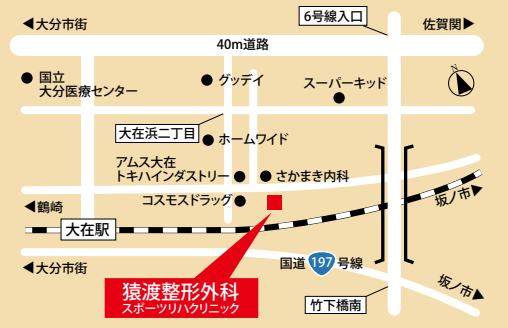 ◀大分市街
6号線入口
佐賀関▶
40m道路
国立
大分医療センター
グッデイ
スーパーキッド
N
大在浜二丁目
ホームワイド
アムス大在
トキハインダストリー
さかまき内科
コスモスドラッグ
坂ノ市▶
◀鶴崎
大在駅
国道197号線
◀大分市街
坂ノ市▶
猿渡整形外科
スポーツリハクリニック
竹下橋南